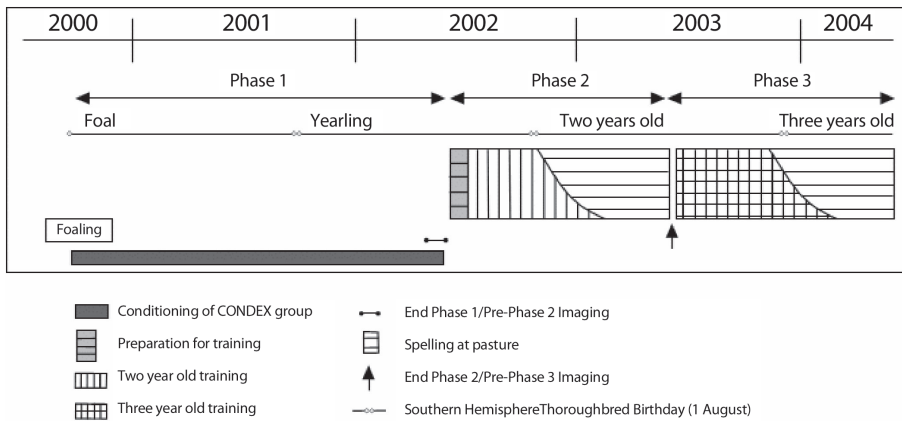 2000 2001 2002 2003 2004
Phase 1 Phase 2 Phase 3
Foal Yearling Two years old Three years old
Foaling
Conditioning of CONDEX group
Preparation for training
Two year old training
Three year old training
End Phase 1/Pre-Phase 2 Imaging
Spelling at pasture
End Phase 2/Pre-Phase 3 Imaging
Southern HemisphereThoroughbred Birthday (1 August)